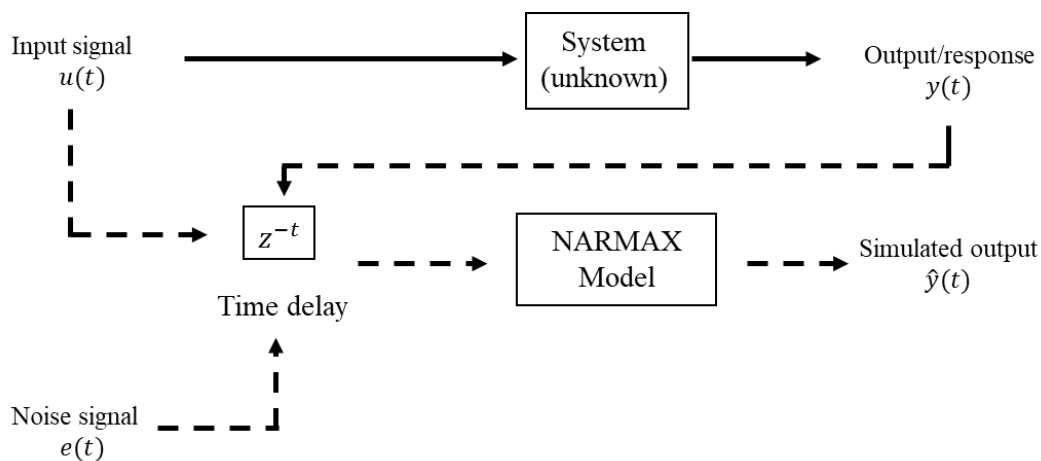 Input signal
u(t)
System
(unknown)
Output/response
y(t)
z⁻ᵗ
Time delay
NARMAX
Model
Simulated output
ŷ(t)
Noise signal
e(t)